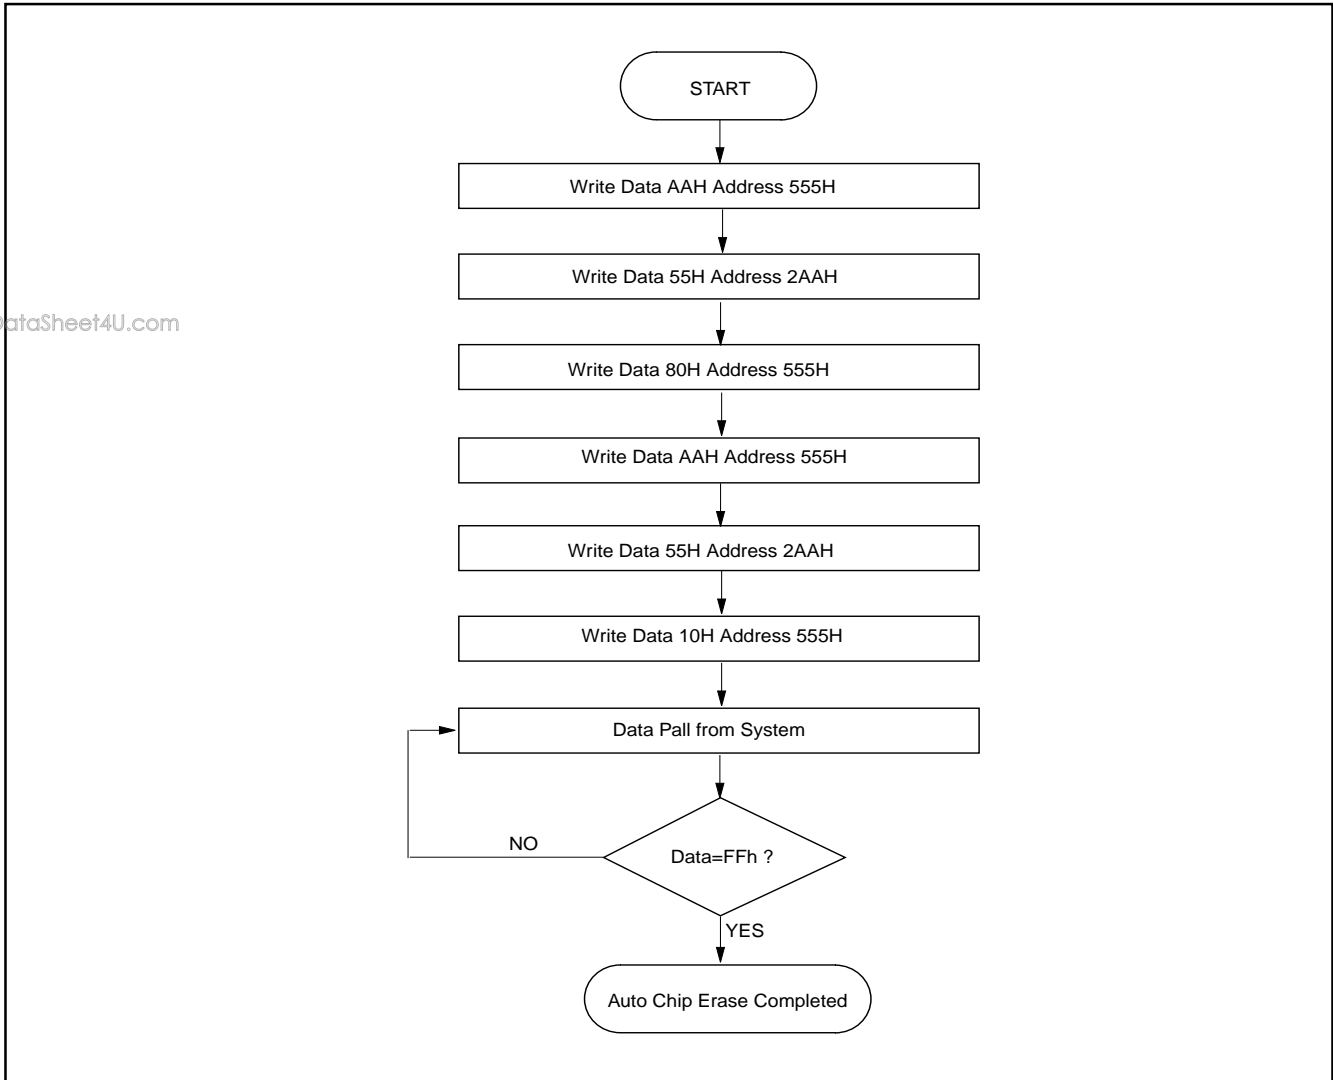 START
Write Data AAH Address 555H
Write Data 55H Address 2AAH
ataSheet4U.com
Write Data 80H Address 555H
Write Data AAH Address 555H
Write Data 55H Address 2AAH
Write Data 10H Address 555H
Data Pall from System
NO
Data=FFh ?
YES
Auto Chip Erase Completed